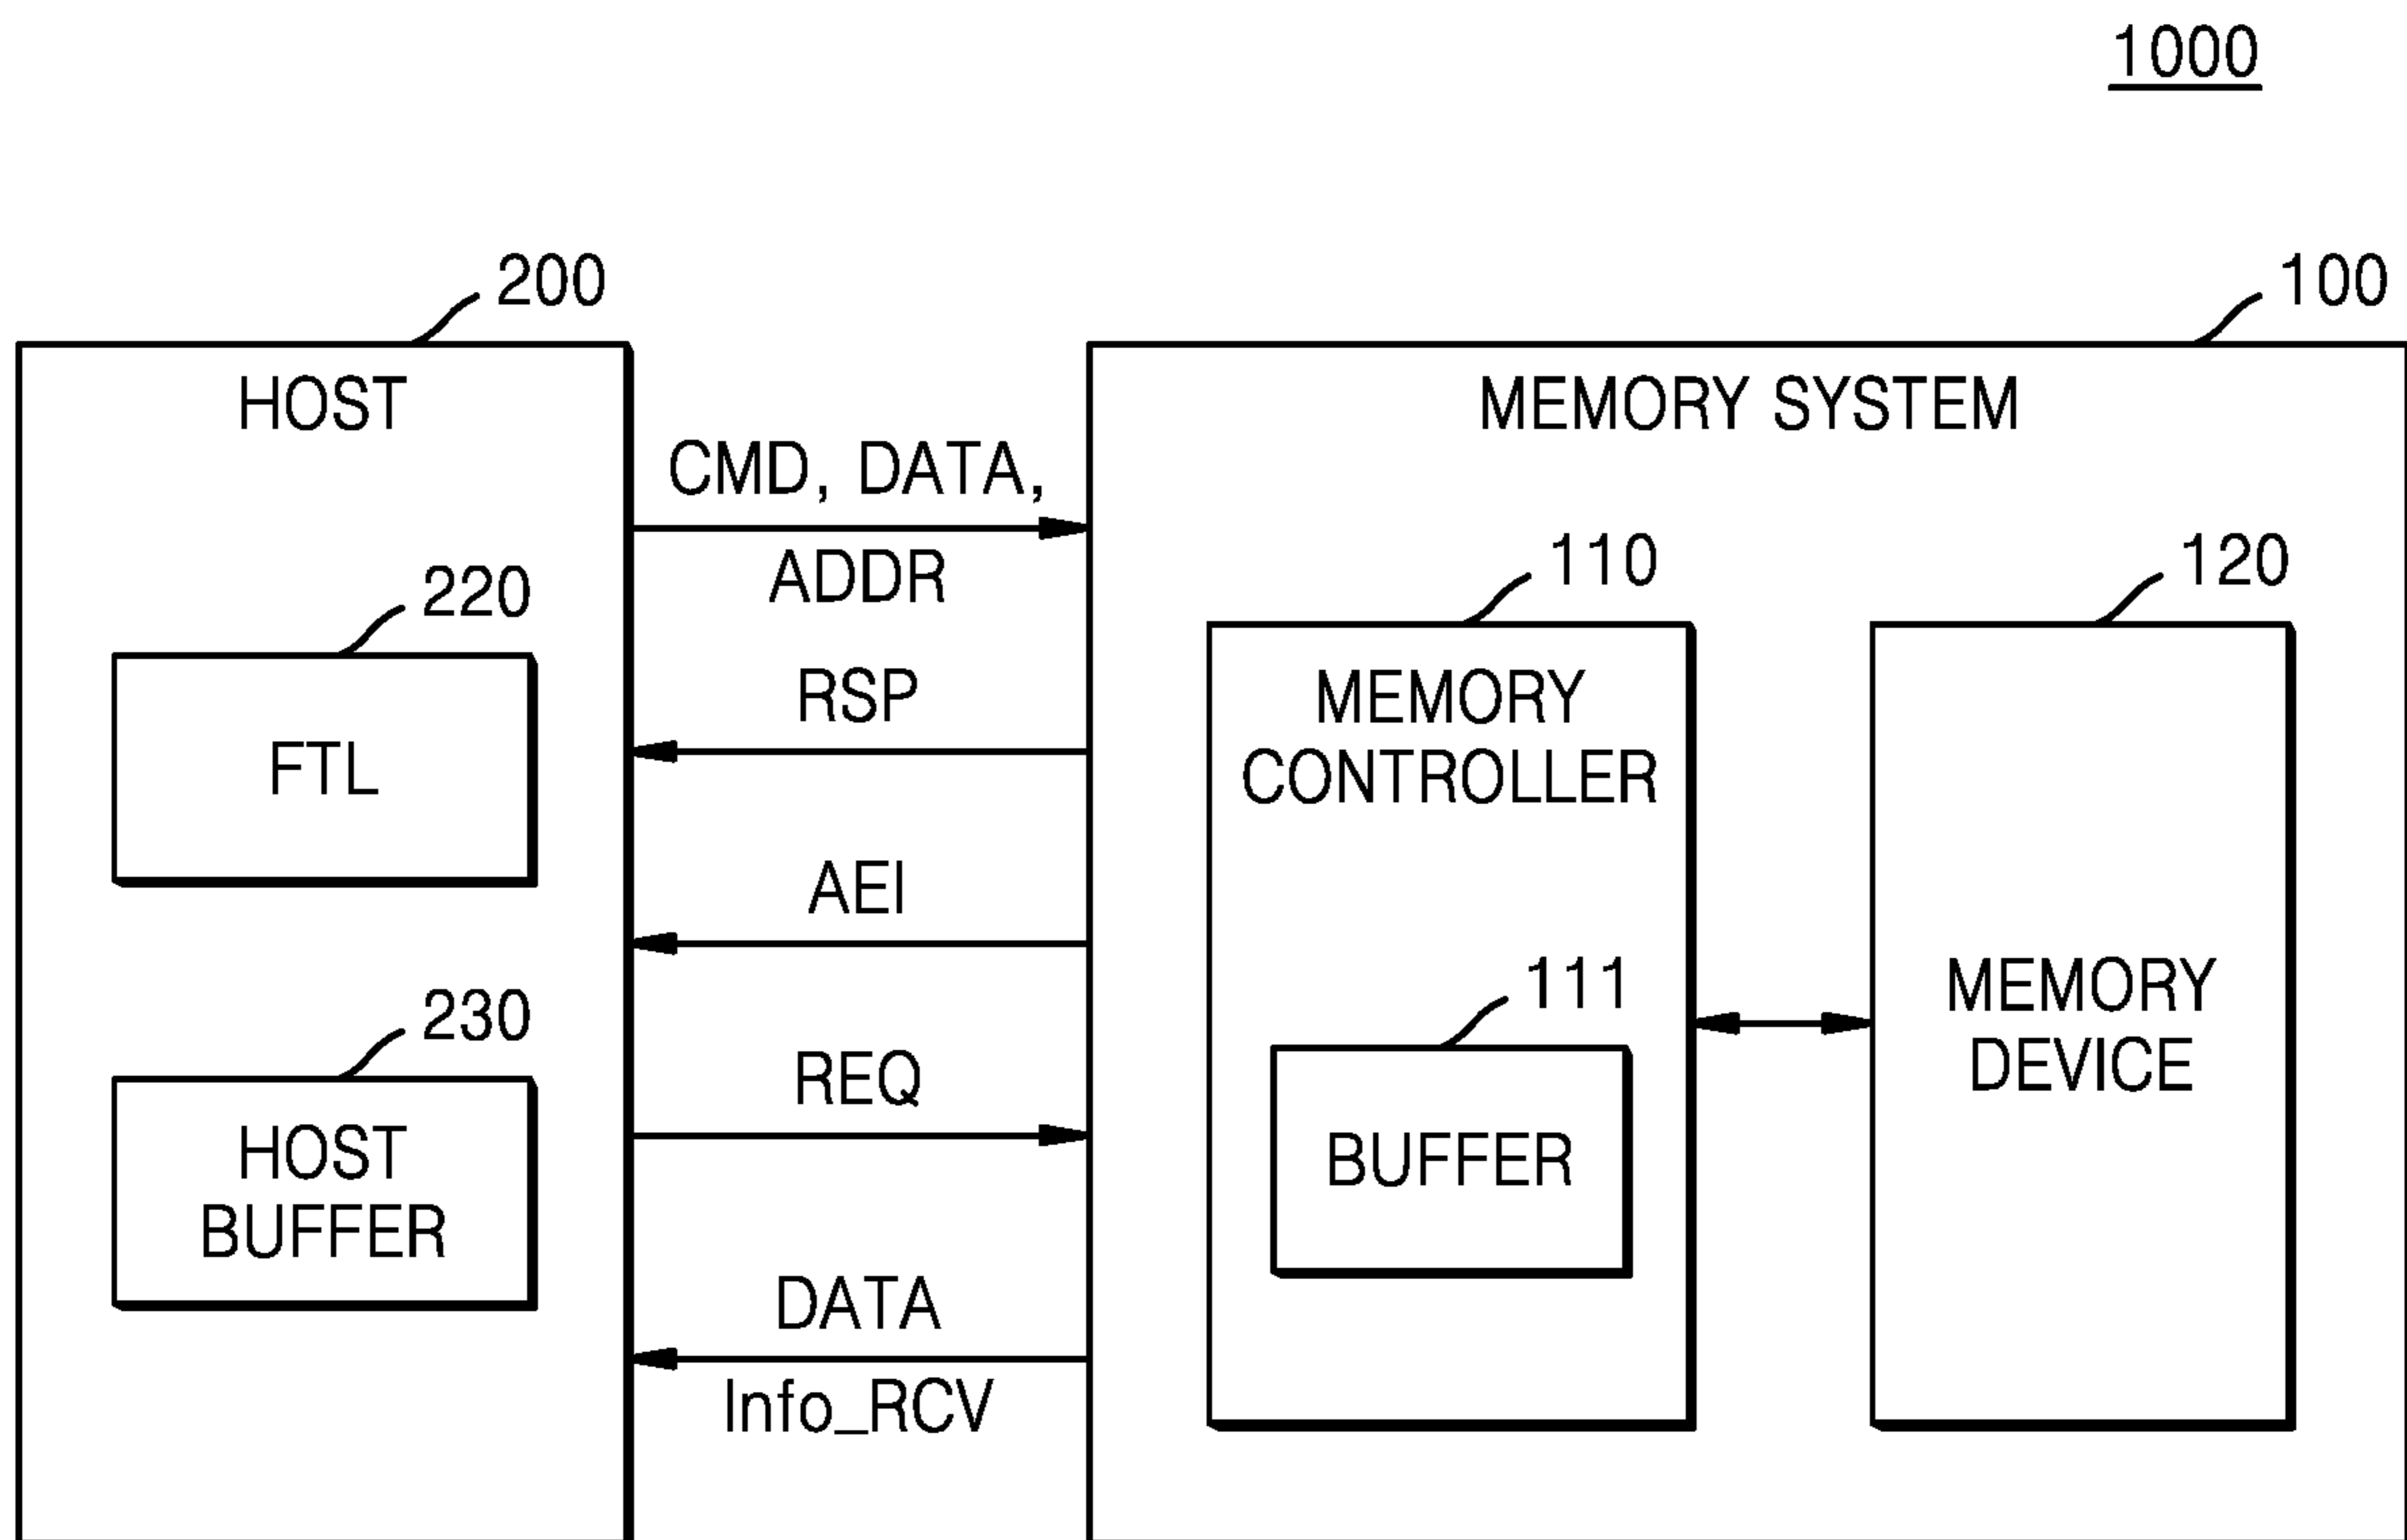 1000
200
100
HOST
MEMORY SYSTEM
CMD, DATA,
ADDR
110
120
220
RSP
MEMORY
CONTROLLER
FTL
AEI
111
MEMORY
DEVICE
230
REQ
HOST
BUFFER
BUFFER
DATA
Info_RCV